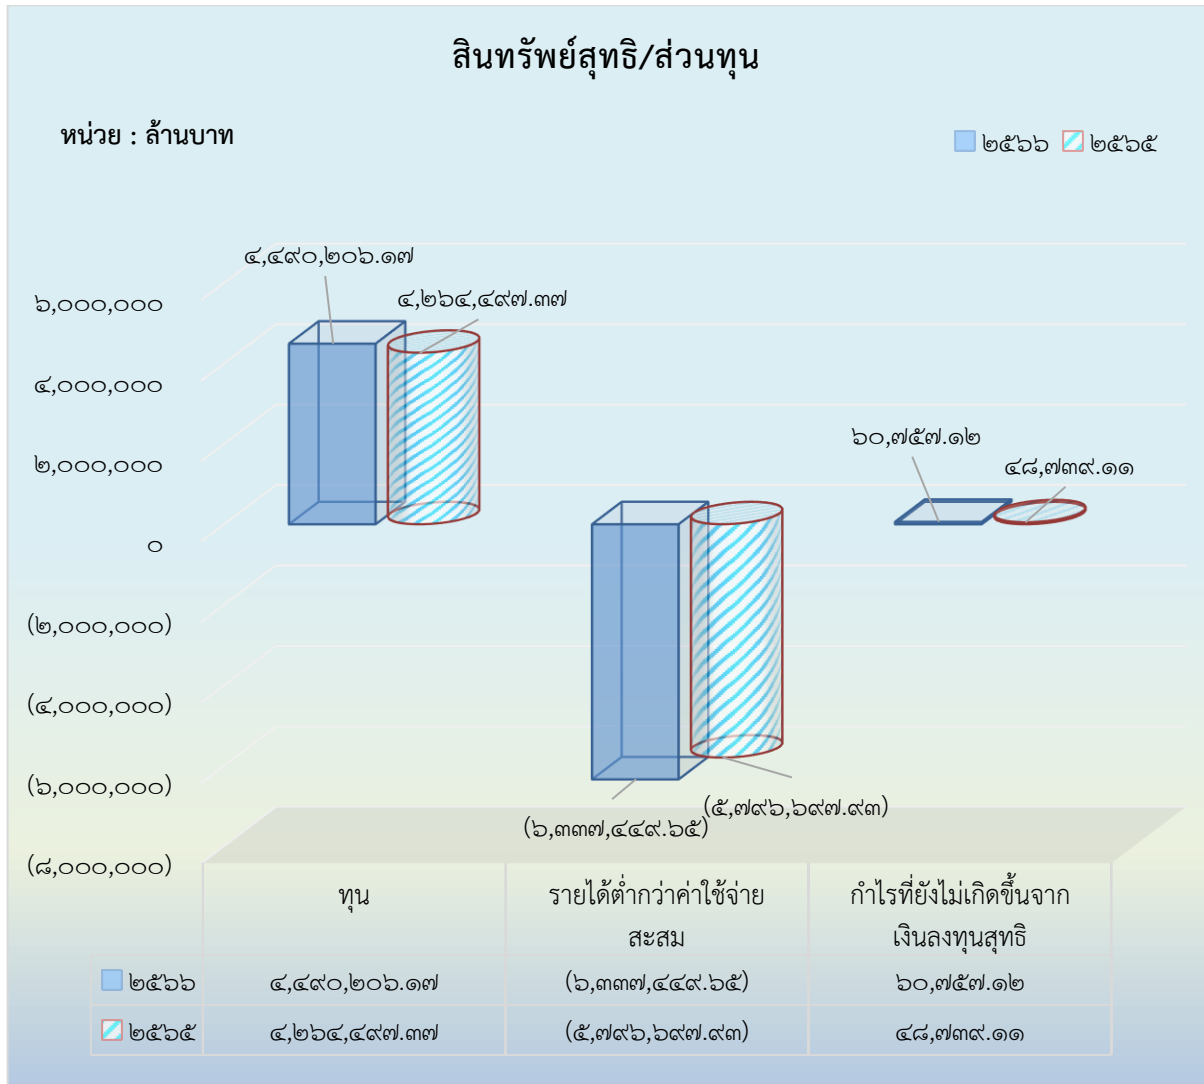 สินทรัพย์สุทธิ/ส่วนทุน
หน่วย : ล้านบาท
๒๕๖๖ ๒๕๖๕
๔,๔๙๐,๒๐๖.๑๗
๔,๒๖๔,๔๙๗.๓๗
๖,๐๐๐,๐๐๐
๔,๐๐๐,๐๐๐
๒,๐๐๐,๐๐๐
๐
(๒,๐๐๐,๐๐๐)
(๔,๐๐๐,๐๐๐)
(๖,๐๐๐,๐๐๐)
(๘,๐๐๐,๐๐๐)
๖๐,๗๕๗.๑๒
๔๘,๗๓๙.๑๑
(๕,๗๙๖,๖๙๗.๙๓)
(๖,๓๓๗,๔๔๙.๖๕)
ทุน รายได้ต่ำกว่าค่าใช้จ่าย กำไรที่ยังไม่เกิดขึ้นจาก
สะสม เงินลงทุนสุทธิ
๒๕๖๖ ๔,๔๙๐,๒๐๖.๑๗ (๖,๓๓๗,๔๔๙.๖๕) ๖๐,๗๕๗.๑๒
๒๕๖๕ ๔,๒๖๔,๔๙๗.๓๗ (๕,๗๙๖,๖๙๗.๙๓) ๔๘,๗๓๙.๑๑